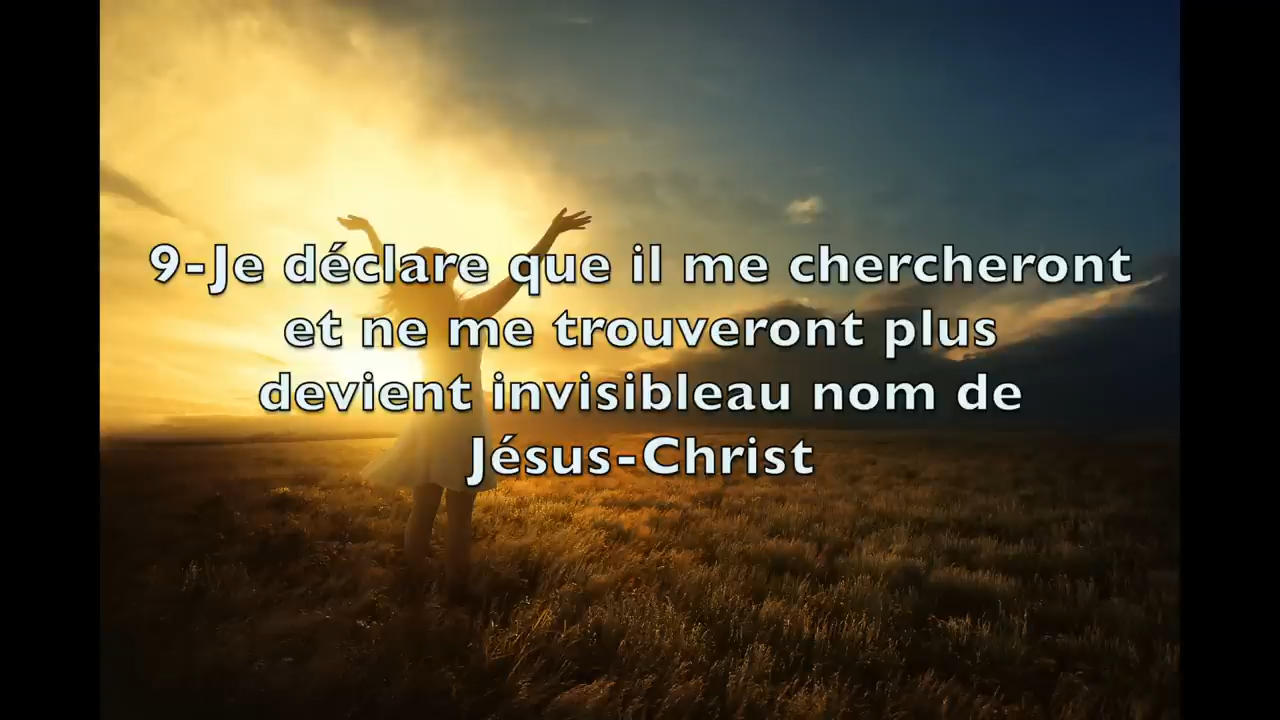 9-Je déclare que il me chercheront
et ne me trouveront plus
devient invisibleau nom de
Jésus-Christ